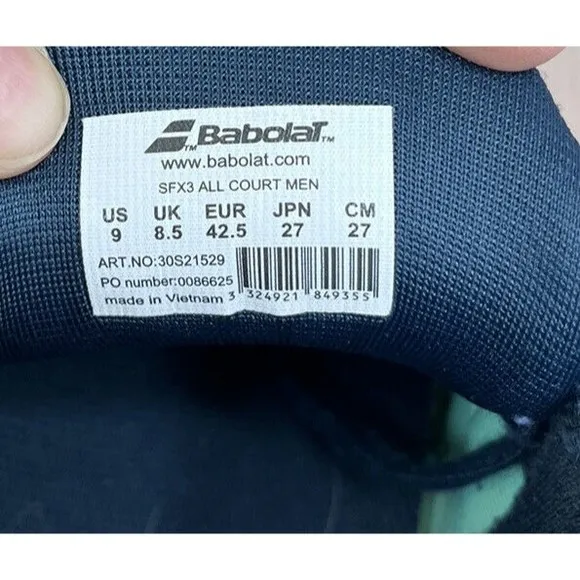 Babolat™
www.babolat.com
SFX3 ALL COURT MEN
US UK EUR JPN CM
9 8.5 42.5 27 27
ART.NO:30S21529
PO number:0086625
made in Vietnam 3 324921 849355